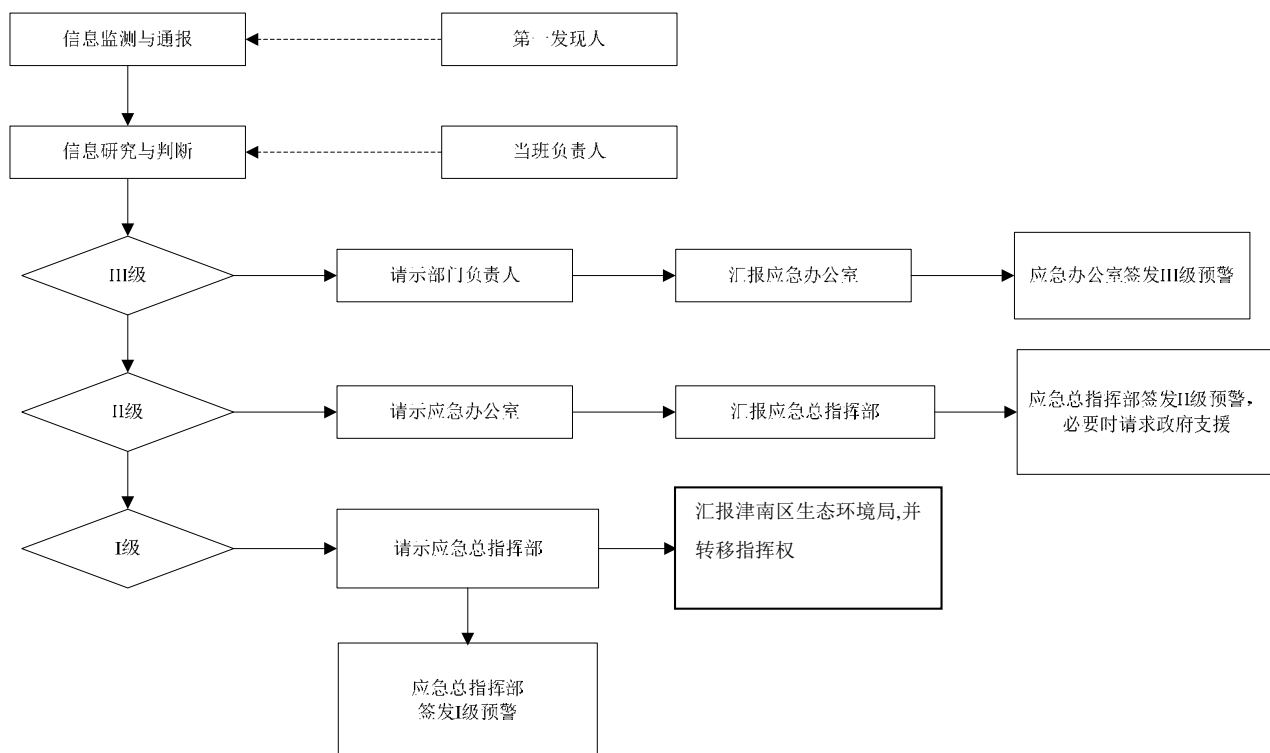 信息监测与通报
第一发现人
信息研究与判断
当班负责人
III级
请示部门负责人
汇报应急办公室
应急办公室签发III级预警
II级
请示应急办公室
汇报应急总指挥部
应急总指挥部签发II级预警，
必要时请求政府支援
I级
请示应急总指挥部
汇报津南区生态环境局,并
转移指挥权
应急总指挥部
签发I级预警